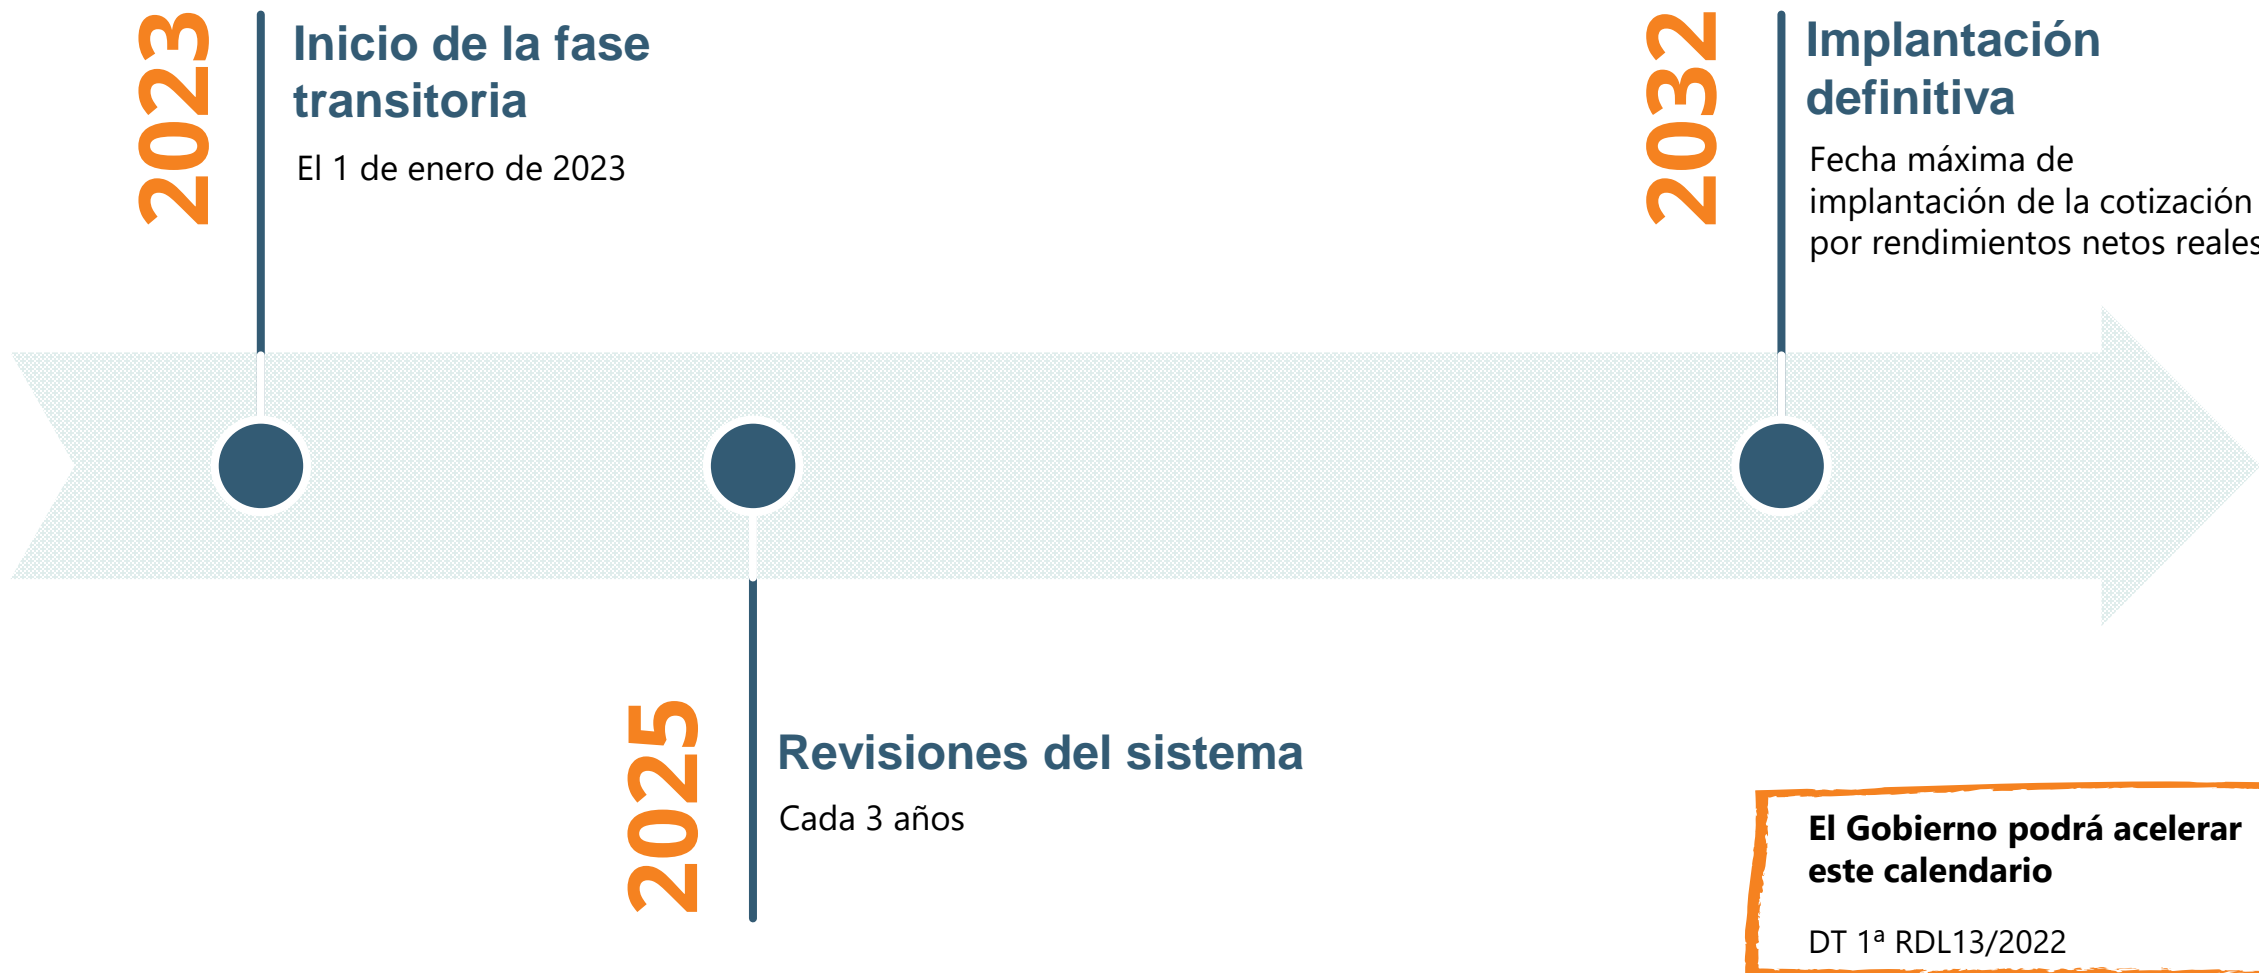 2023
Inicio de la fase
transitoria
El 1 de enero de 2023
2032
Implantación
definitiva
Fecha máxima de
implantación de la cotización
por rendimientos netos reales
2025
Revisiones del sistema
Cada 3 años
El Gobierno podrá acelerar
este calendario
DT 1ª RDL13/2022